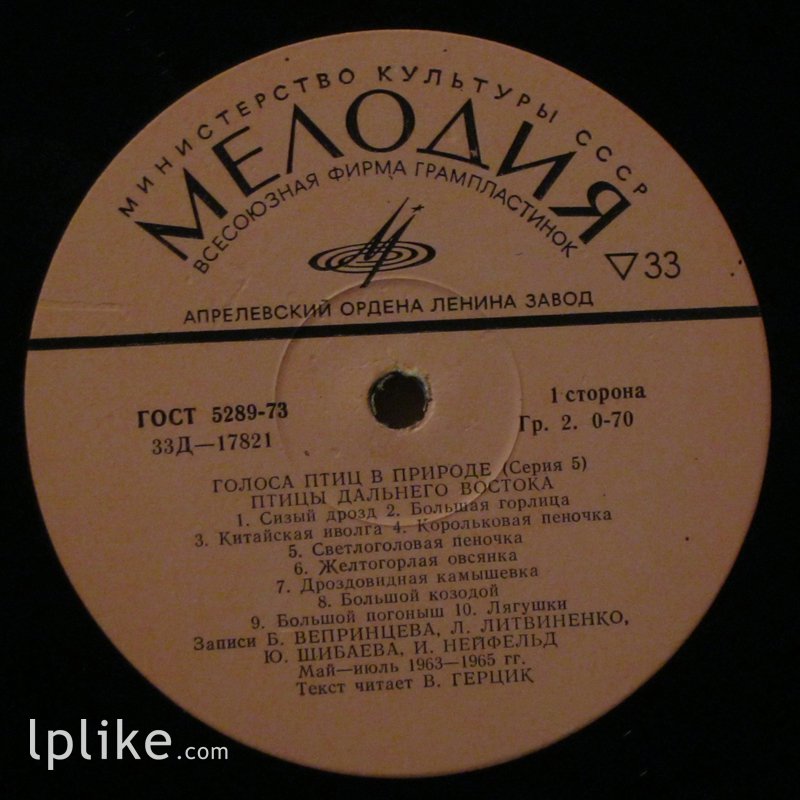 МИНИСТЕРСТВО КУЛЬТУРЫ СССР
МЕЛОДИЯ
ВСЕСОЮЗНАЯ ФИРМА ГРАМПЛАСТИНОК
▽33
АПРЕЛЕВСКИЙ ОРДЕНА ЛЕНИНА ЗАВОД
ГОСТ 5289-73
1 сторона
33Д—17821
Гр. 2. 0-70
ГОЛОСА ПТИЦ В ПРИРОДЕ (Серия 5)
ПТИЦЫ ДАЛЬНЕГО ВОСТОКА
1. Сизый дрозд 2. Большая горлица
3. Китайская иволга 4. Корольковая пеночка
5. Светлоголовая пеночка
6. Желтогорлая овсянка
7. Дроздовидная камышевка
8. Большой козодой
9. Большой погоныш 10. Лягушки
Записи Б. ВЕПРИНЦЕВА, Л. ЛИТВИНЕНКО,
Ю. ШИБАЕВА, И. НЕЙФЕЛЬД
Май—июль 1963—1965 гг.
Текст читает В. ГЕРЦИК
lplike.com